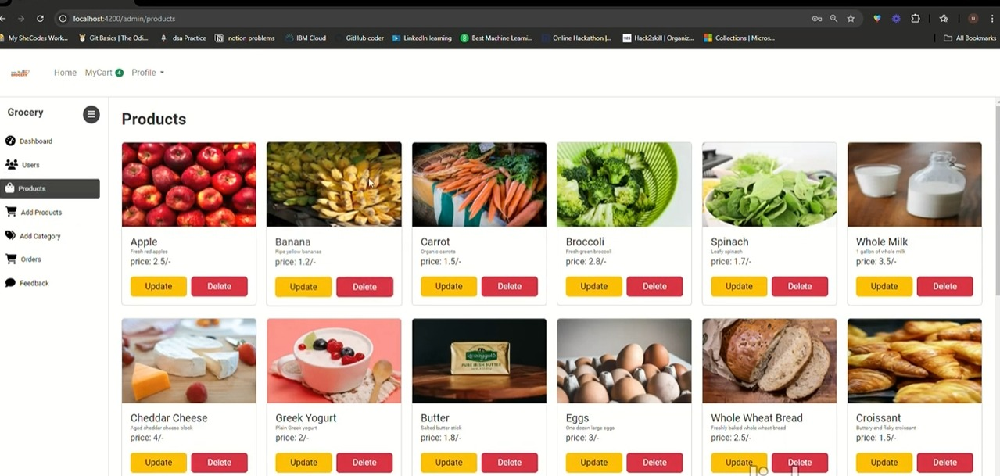 localhost:4200/admin/products
My SheCodes Work...
Git Basics | The Odi...
dsa Practice
notion problems
IBM Cloud
GitHub coder
LinkedIn learning
Best Machine Learni...
Online Hackathon |...
Hack2skill | Organiz...
Collections | Micros...
All Bookmarks
Home MyCart 4 Profile
Grocery
Dashboard
Users
Products
Add Products
Add Category
Orders
Feedback
Products
Apple
Fresh red apples
price: 2.5/-
Update Delete
Banana
Ripe yellow bananas
price: 1.2/-
Update Delete
Carrot
Organic carrots
price: 1.5/-
Update Delete
Broccoli
Fresh green broccoli
price: 2.8/-
Update Delete
Spinach
Leafy spinach
price: 1.7/-
Update Delete
Whole Milk
1 gallon of whole milk
price: 3.5/-
Update Delete
Cheddar Cheese
Aged cheddar cheese block
price: 4/-
Update Delete
Greek Yogurt
Plain Greek yogurt
price: 2/-
Update Delete
Kerrygold
PURE IRISH BUTTER
Butter
Salted butter stick
price: 1.8/-
Update Delete
Eggs
One dozen large eggs
price: 3/-
Update Delete
Whole Wheat Bread
Freshly baked whole wheat bread
price: 2.5/-
Update Delete
Croissant
Buttery and flaky croissant
price: 1.5/-
Update Delete